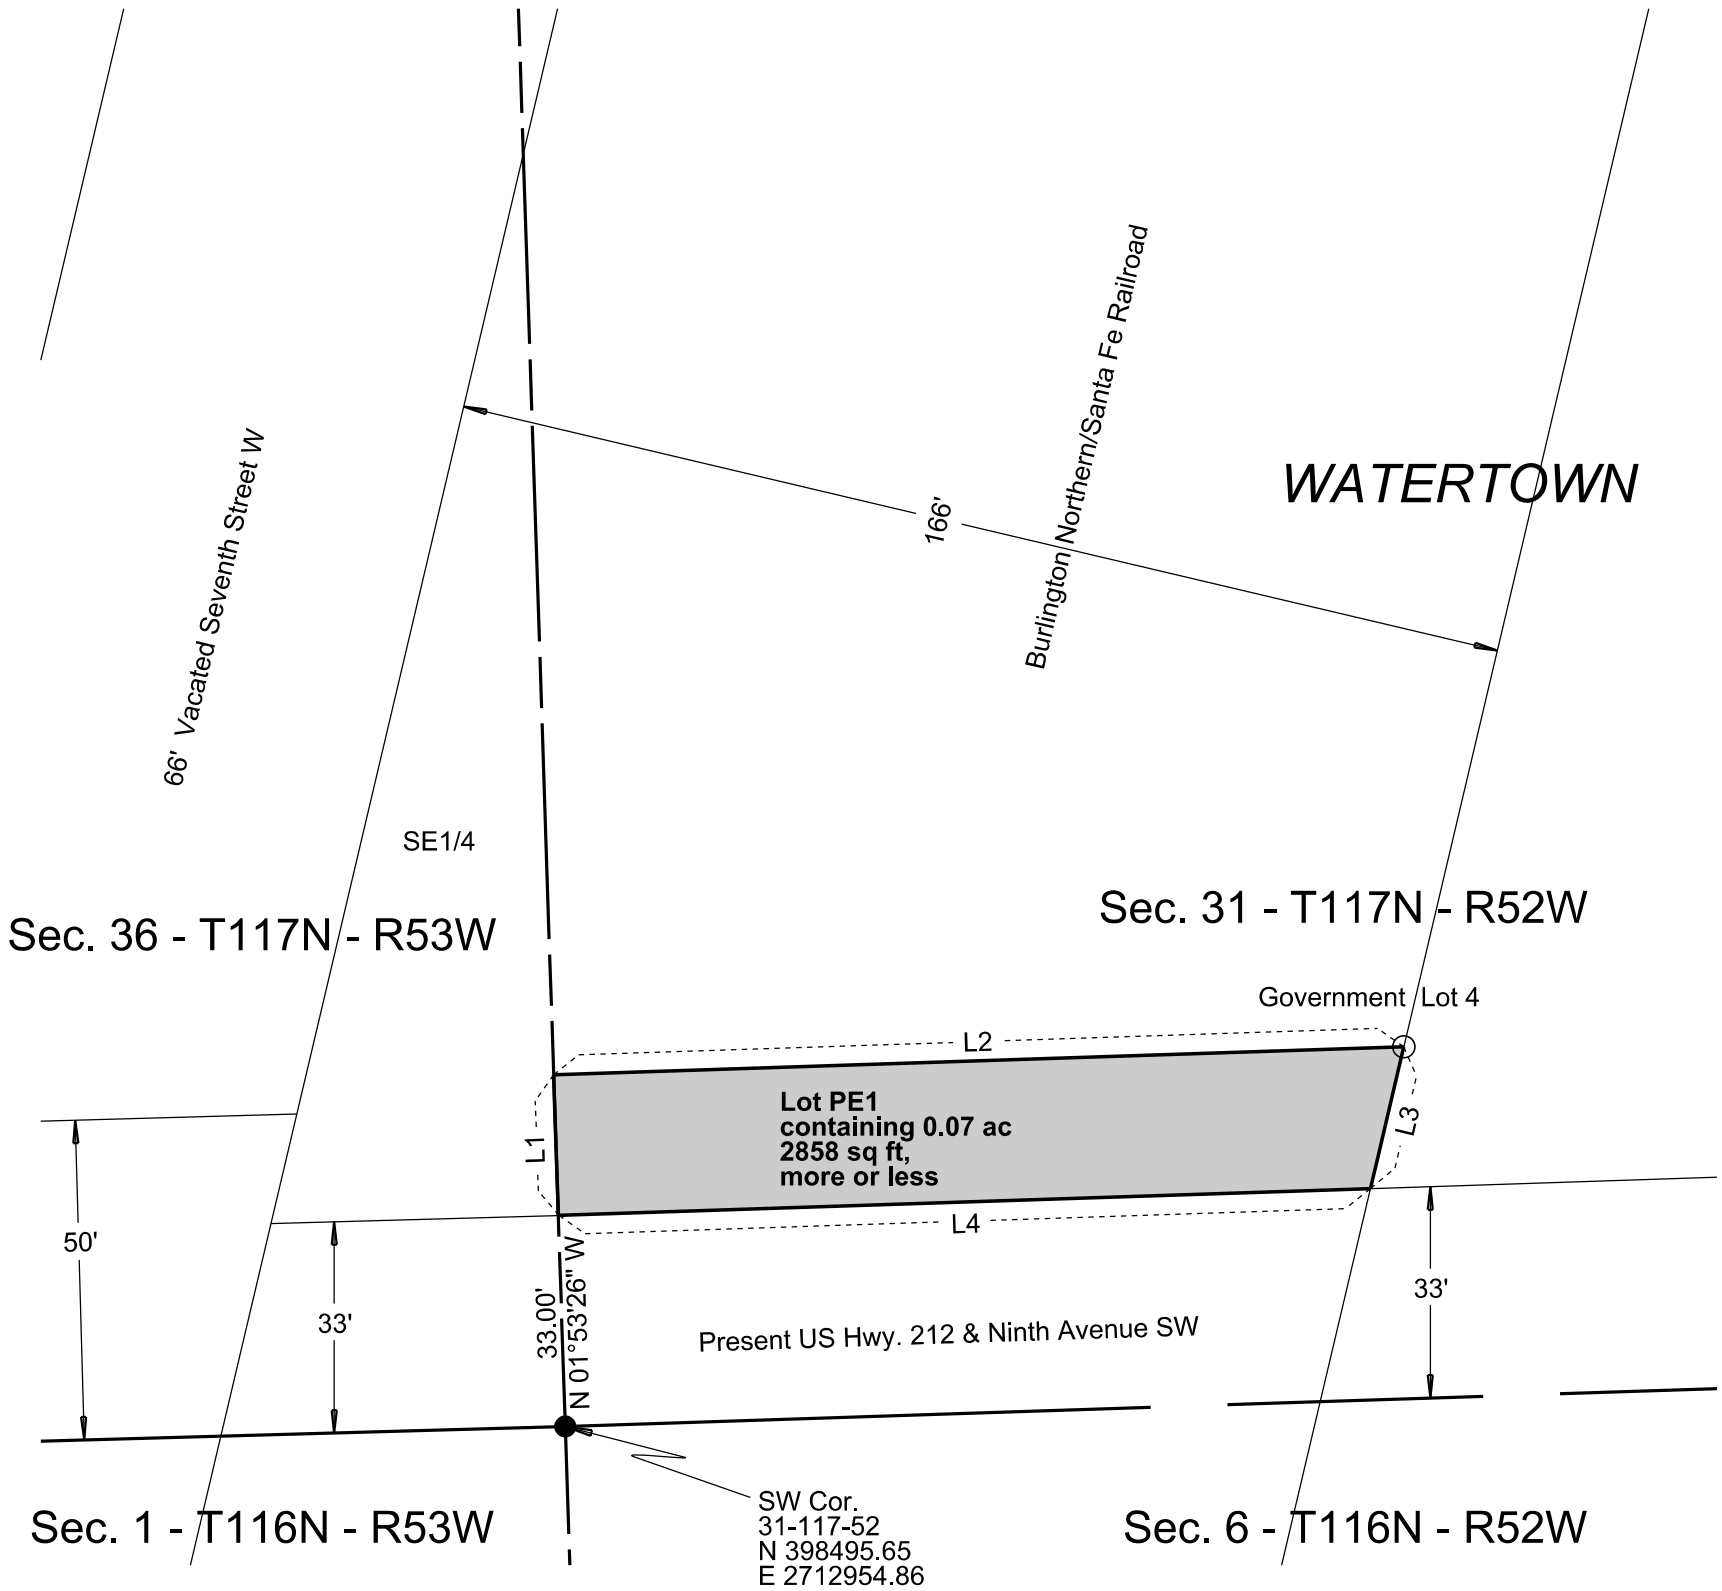 Burlington Northern/Santa Fe Railroad
66' Vacated Seventh Street W
WATERTOWN
166'
SE1/4
Sec. 36 - T117N - R53W
Sec. 31 - T117N - R52W
Government Lot 4
L2
Lot PE1
containing 0.07 ac
2858 sq ft,
more or less
L1
L3
L4
50'
33'
33.00'
N 01°53'26" W
33'
Present US Hwy. 212 & Ninth Avenue SW
SW Cor.
31-117-52
N 398495.65
E 2712954.86
Sec. 1 - T116N - R53W
Sec. 6 - T116N - R52W